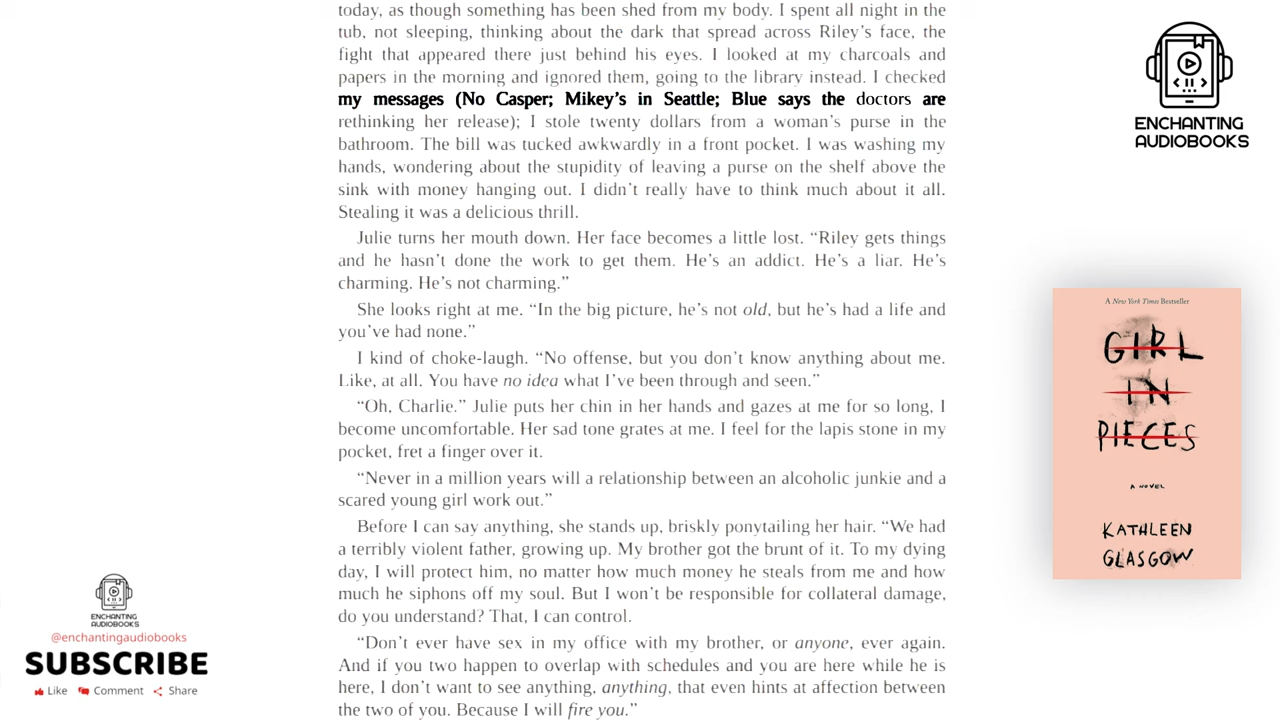 today, as though something has been shed from my body. I spent all night in the
tub, not sleeping, thinking about the dark that spread across Riley’s face, the
fight that appeared there just behind his eyes. I looked at my charcoals and
papers in the morning and ignored them, going to the library instead. I checked
my messages (No Casper; Mikey’s in Seattle; Blue says the doctors are
rethinking her release); I stole twenty dollars from a woman’s purse in the
bathroom. The bill was tucked awkwardly in a front pocket. I was washing my
hands, wondering about the stupidity of leaving a purse on the shelf above the
sink with money hanging out. I didn’t really have to think much about it all.
Stealing it was a delicious thrill.
Julie turns her mouth down. Her face becomes a little lost. “Riley gets things
and he hasn’t done the work to get them. He’s an addict. He’s a liar. He’s
charming. He’s not charming.”
She looks right at me. “In the big picture, he’s not old, but he’s had a life and
you’ve had none.”
I kind of choke-laugh. “No offense, but you don’t know anything about me.
Like, at all. You have no idea what I’ve been through and seen.”
“Oh, Charlie.” Julie puts her chin in her hands and gazes at me for so long, I
become uncomfortable. Her sad tone grates at me. I feel for the lapis stone in my
pocket, fret a finger over it.
“Never in a million years will a relationship between an alcoholic junkie and a
scared young girl work out.”
Before I can say anything, she stands up, briskly ponytailing her hair. “We had
a terribly violent father, growing up. My brother got the brunt of it. To my dying
day, I will protect him, no matter how much money he steals from me and how
much he siphons off my soul. But I won’t be responsible for collateral damage,
do you understand? That, I can control.
“Don’t ever have sex in my office with my brother, or anyone, ever again.
And if you two happen to overlap with schedules and you are here while he is
here, I don’t want to see anything, anything, that even hints at affection between
the two of you. Because I will fire you.”
ENCHANTING
AUDIOBOOKS
A New York Times Bestseller
GIRL
IN
PIECES
A NOVEL
KATHLEEN
GLASGOW
ENCHANTING
AUDIOBOOKS
@enchantingaudiobooks
SUBSCRIBE
Like Comment Share